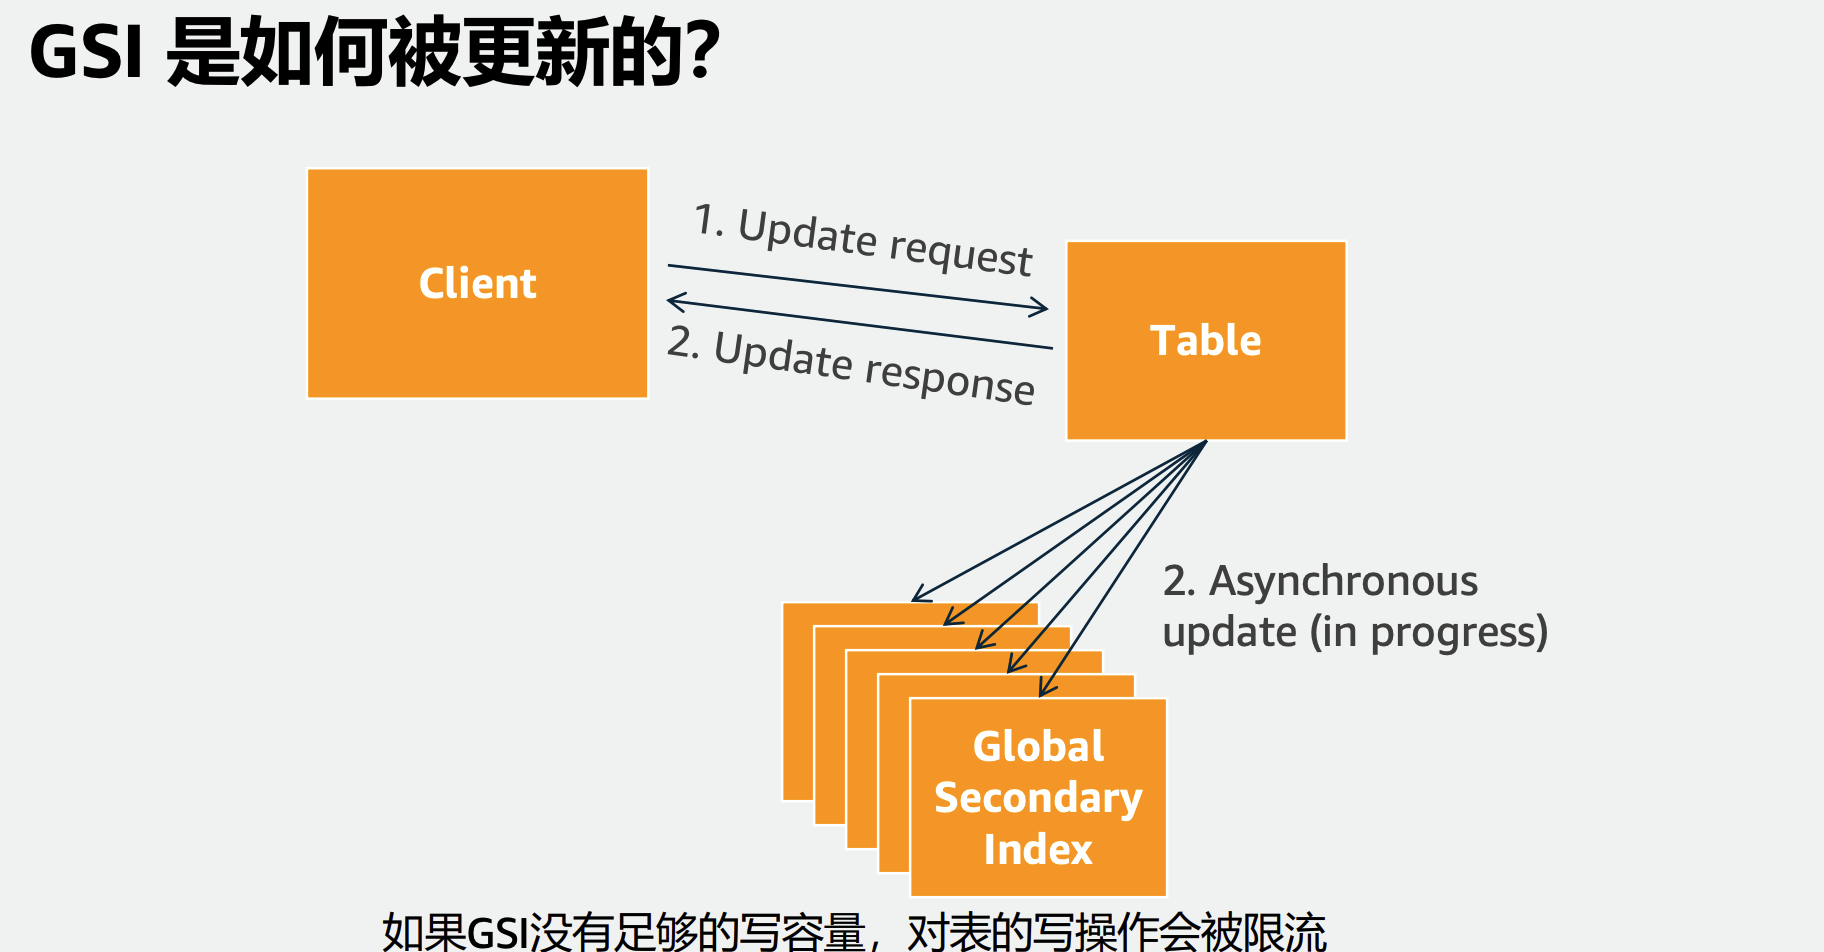 GSI 是如何被更新的?
Client
1. Update request
2. Update response
Table
2. Asynchronous
update (in progress)
Global
Secondary
Index
如果GSI没有足够的写容量，对表的写操作会被限流